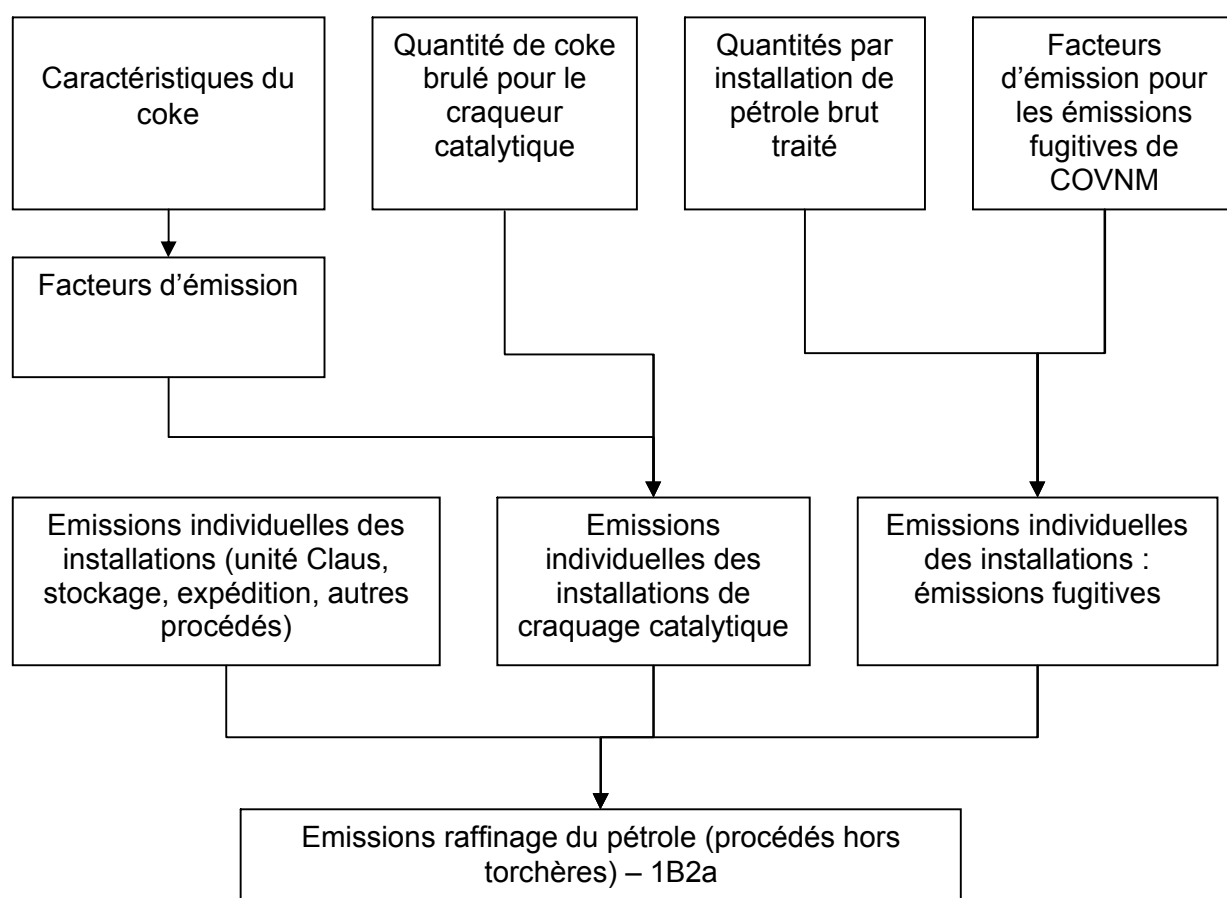 Caractéristiques du
coke
Quantité de coke
brulé pour le
craqueur
catalytique
Quantités par
installation de
pétrole brut
traité
Facteurs
d’émission pour
les émissions
fugitives de
COVNM
Facteurs d’émission
Emissions individuelles des
installations (unité Claus,
stockage, expédition, autres
procédés)
Emissions
individuelles des
installations de
craquage catalytique
Emissions individuelles
des installations :
émissions fugitives
Emissions raffinage du pétrole (procédés hors
torchères) – 1B2a